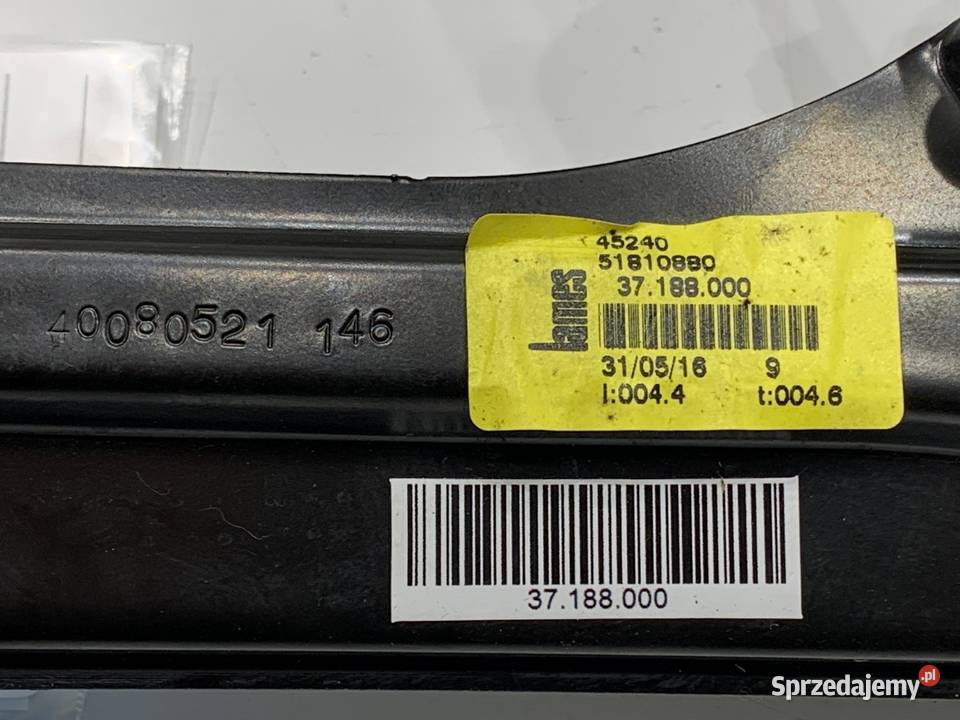 45240
51810880
lames
37.188.000
31/05/16 9
l:004.4 t:004.6
40080521 146
37.188.000
Sprzedajemy.pl